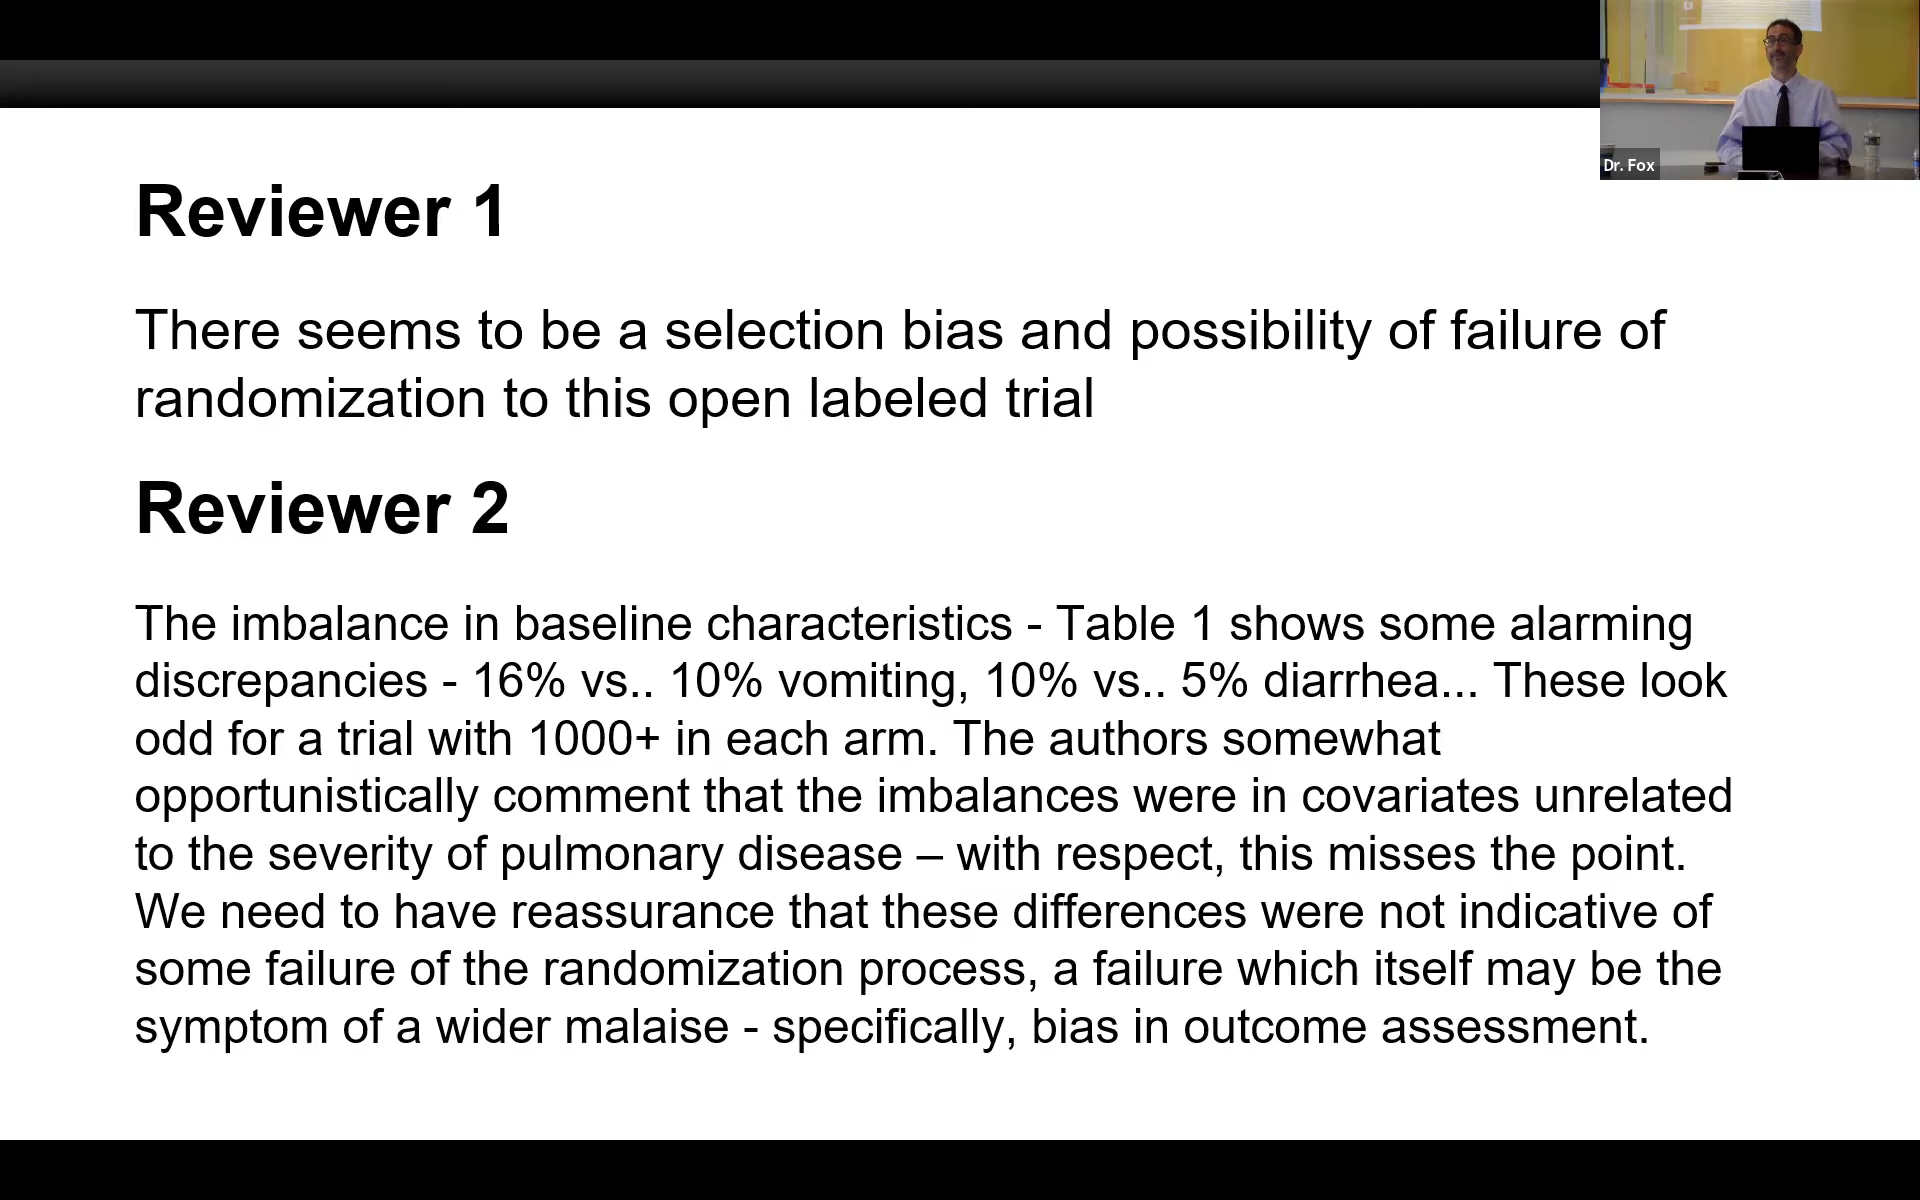 Dr. Fox
Reviewer 1
There seems to be a selection bias and possibility of failure of
randomization to this open labeled trial
Reviewer 2
The imbalance in baseline characteristics - Table 1 shows some alarming
discrepancies - 16% vs.. 10% vomiting, 10% vs.. 5% diarrhea... These look
odd for a trial with 1000+ in each arm. The authors somewhat
opportunistically comment that the imbalances were in covariates unrelated
to the severity of pulmonary disease – with respect, this misses the point.
We need to have reassurance that these differences were not indicative of
some failure of the randomization process, a failure which itself may be the
symptom of a wider malaise - specifically, bias in outcome assessment.